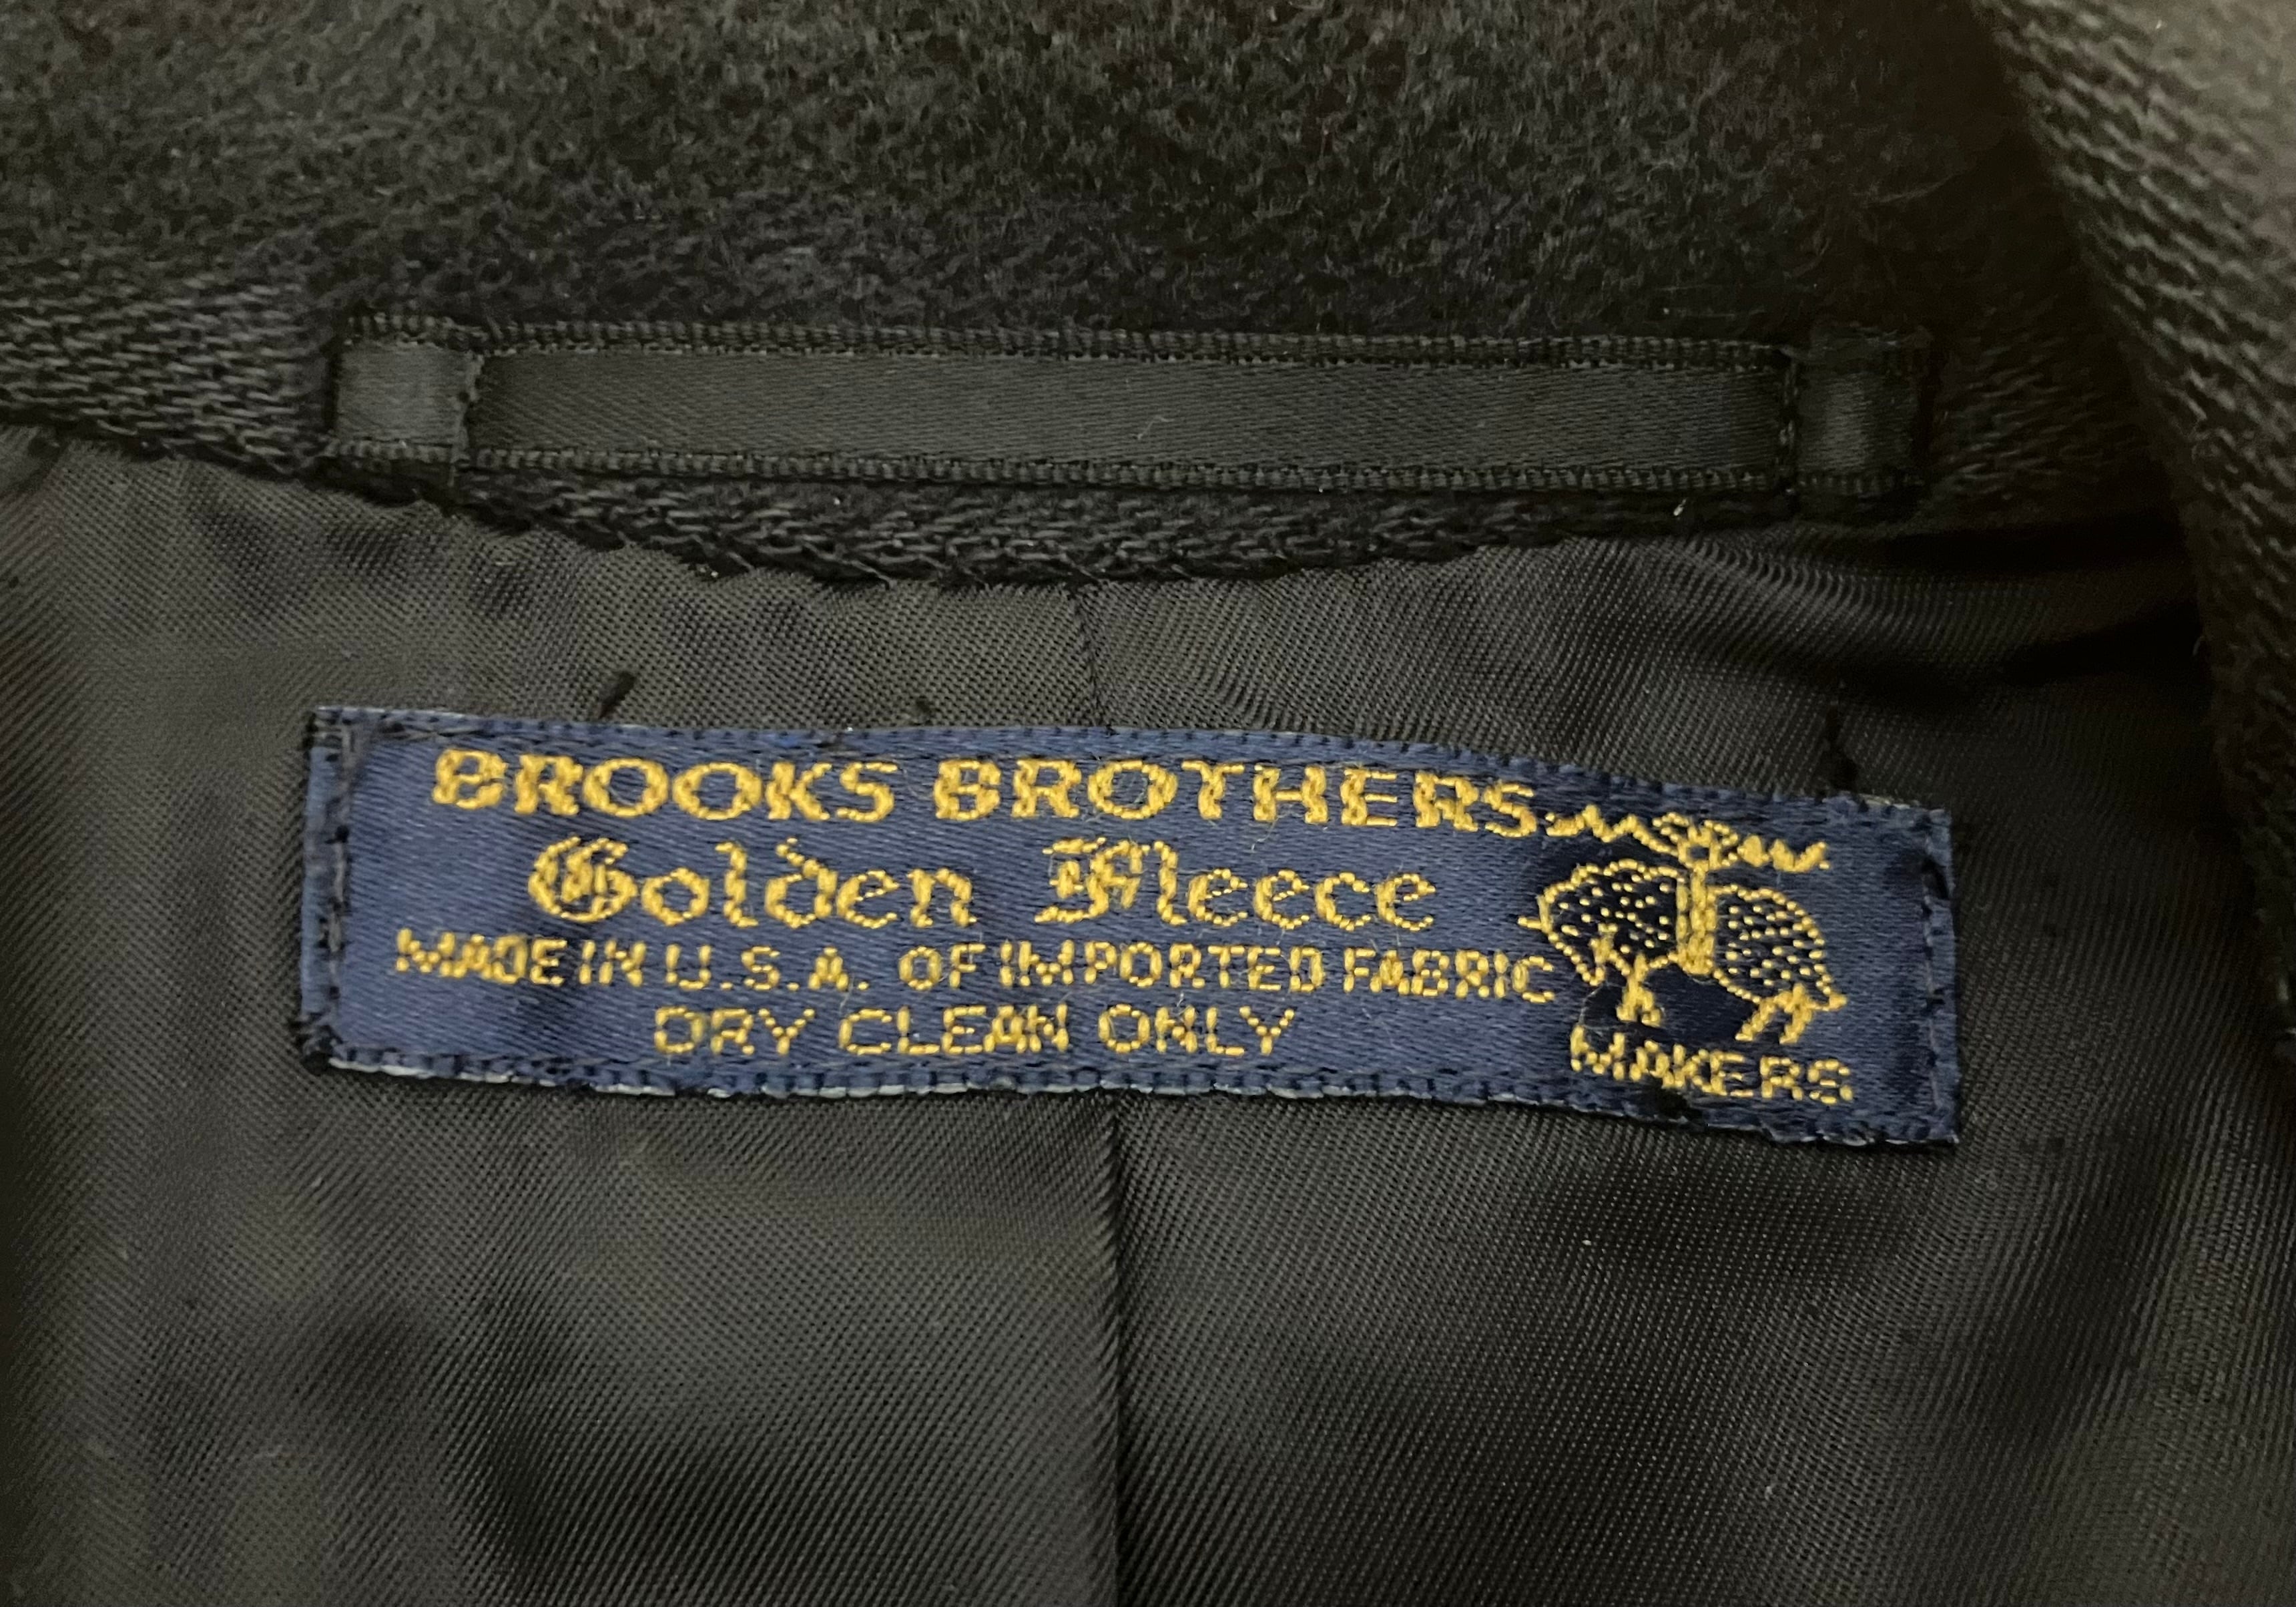 BROOKS BROTHERS
Golden Fleece
MADE IN U.S.A. OF IMPORTED FABRIC
DRY CLEAN ONLY
MAKERS